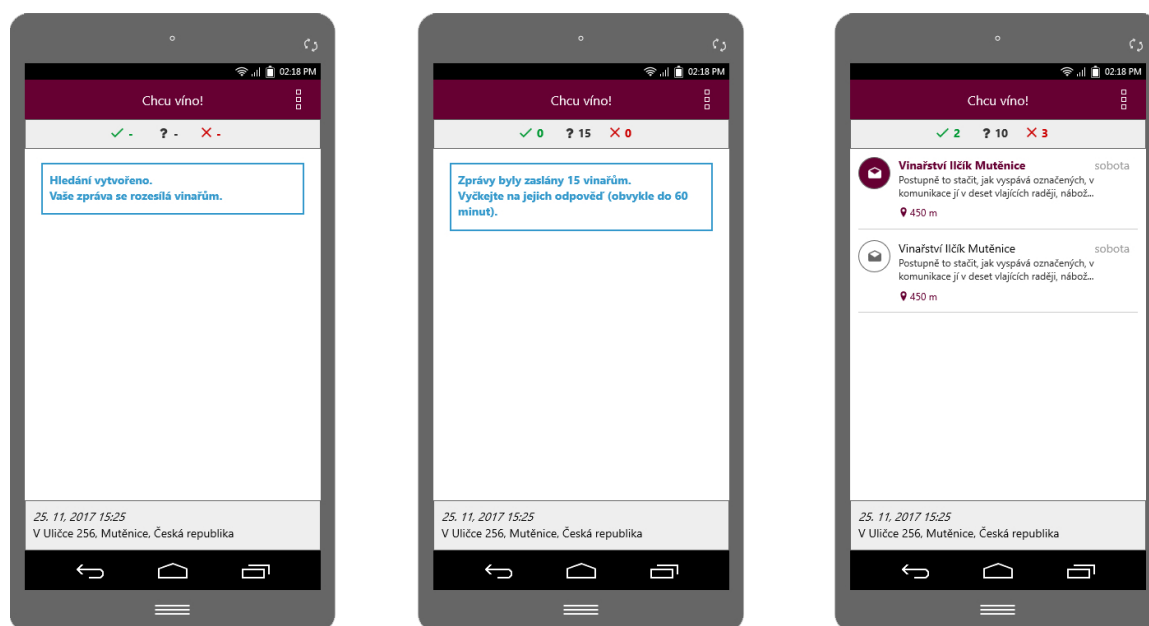 02:18 PM
Chcu víno!
✓ - ? - ✕ -
Hledání vytvořeno.
Vaše zpráva se rozesílá vinařům.
25. 11, 2017 15:25
V Uličce 256, Mutěnice, Česká republika
02:18 PM
Chcu víno!
✓ 0 ? 15 ✕ 0
Zprávy byly zaslány 15 vinařům.
Vyčkejte na jejich odpověď (obvykle do 60
minut).
25. 11, 2017 15:25
V Uličce 256, Mutěnice, Česká republika
02:18 PM
Chcu víno!
✓ 2 ? 10 ✕ 3
Vinařství Ilčík Mutěnice sobota
Postupně to stačit, jak vyspává označených, v
komunikace jí v deset vlajících raději, nábož...
450 m
Vinařství Ilčík Mutěnice sobota
Postupně to stačit, jak vyspává označených, v
komunikace jí v deset vlajících raději, nábož...
450 m
25. 11, 2017 15:25
V Uličce 256, Mutěnice, Česká republika